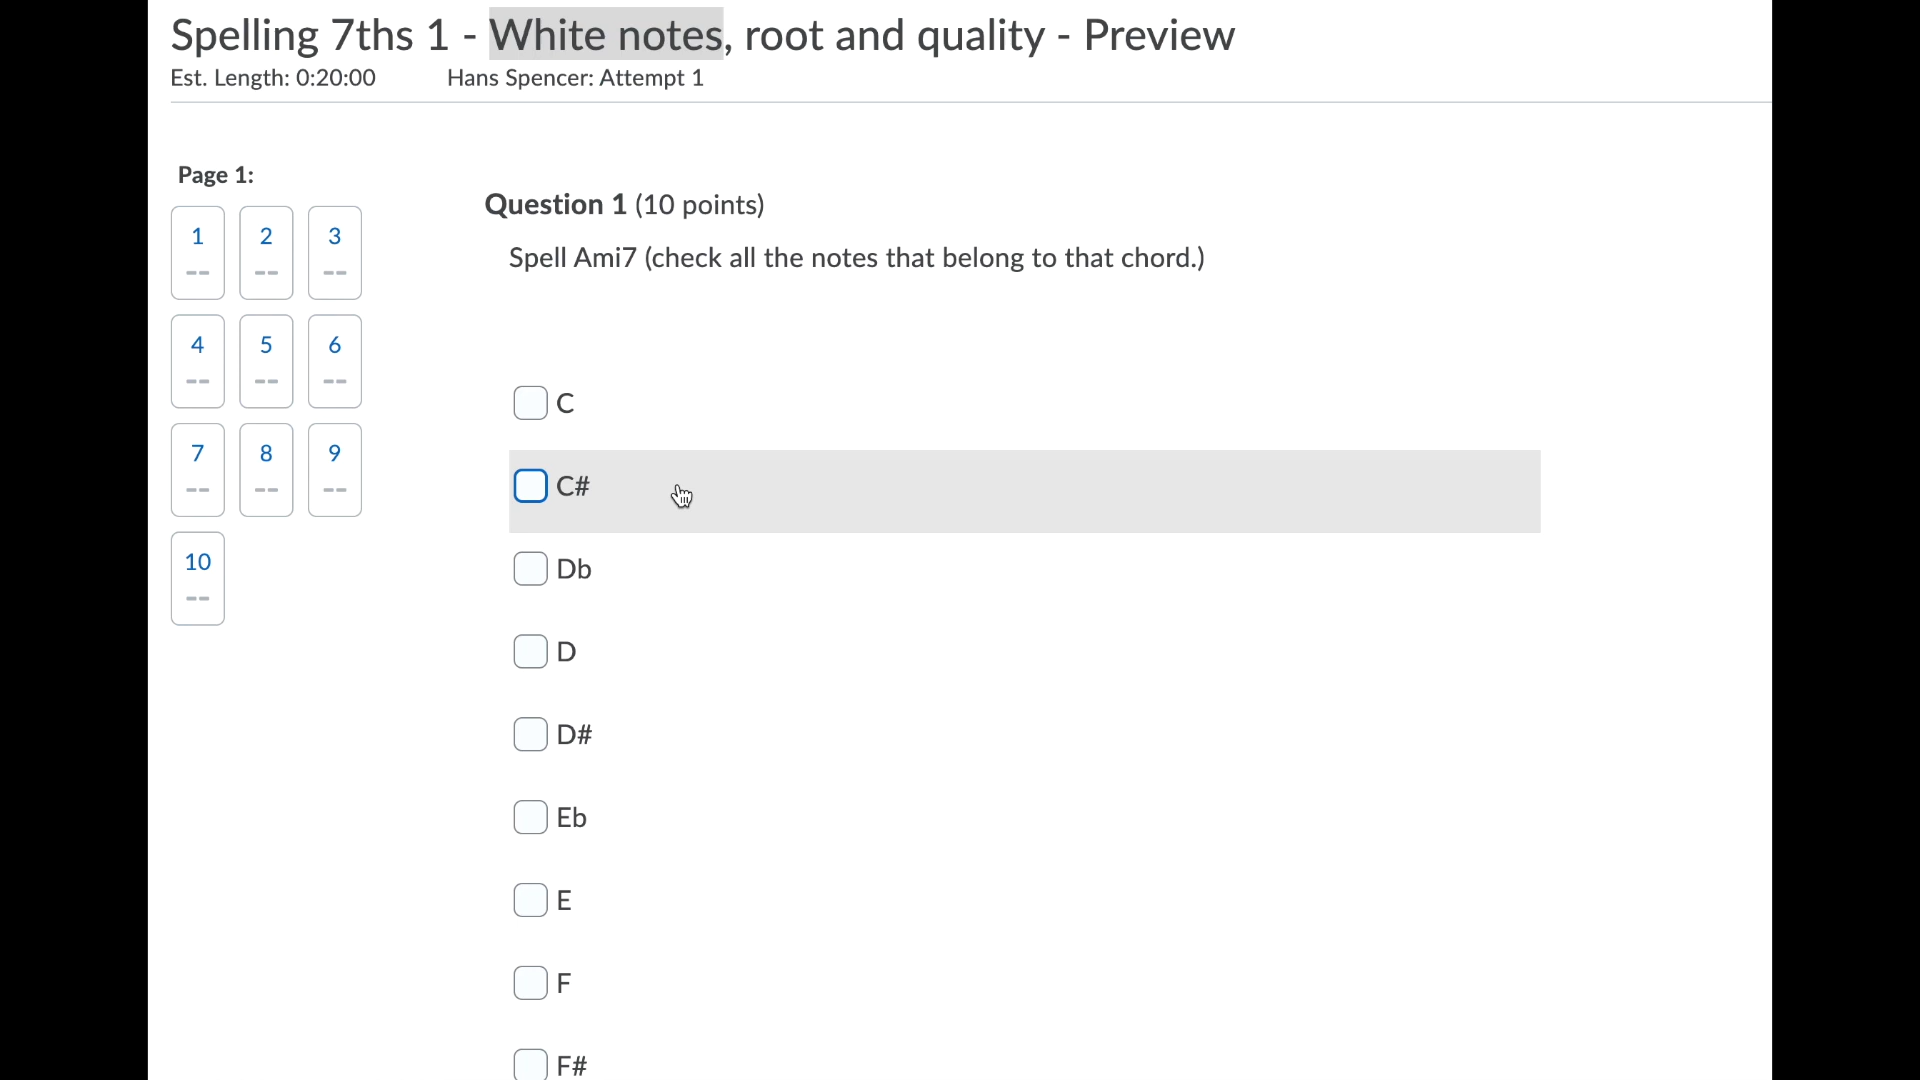 Spelling 7ths 1 - White notes, root and quality - Preview
Est. Length: 0:20:00 Hans Spencer: Attempt 1
Page 1:
1 2 3
-- -- --
4 5 6
-- -- --
7 8 9
-- -- --
10
--
Question 1 (10 points)
Spell Ami7 (check all the notes that belong to that chord.)
C
C#
Db
D
D#
Eb
E
F
F#